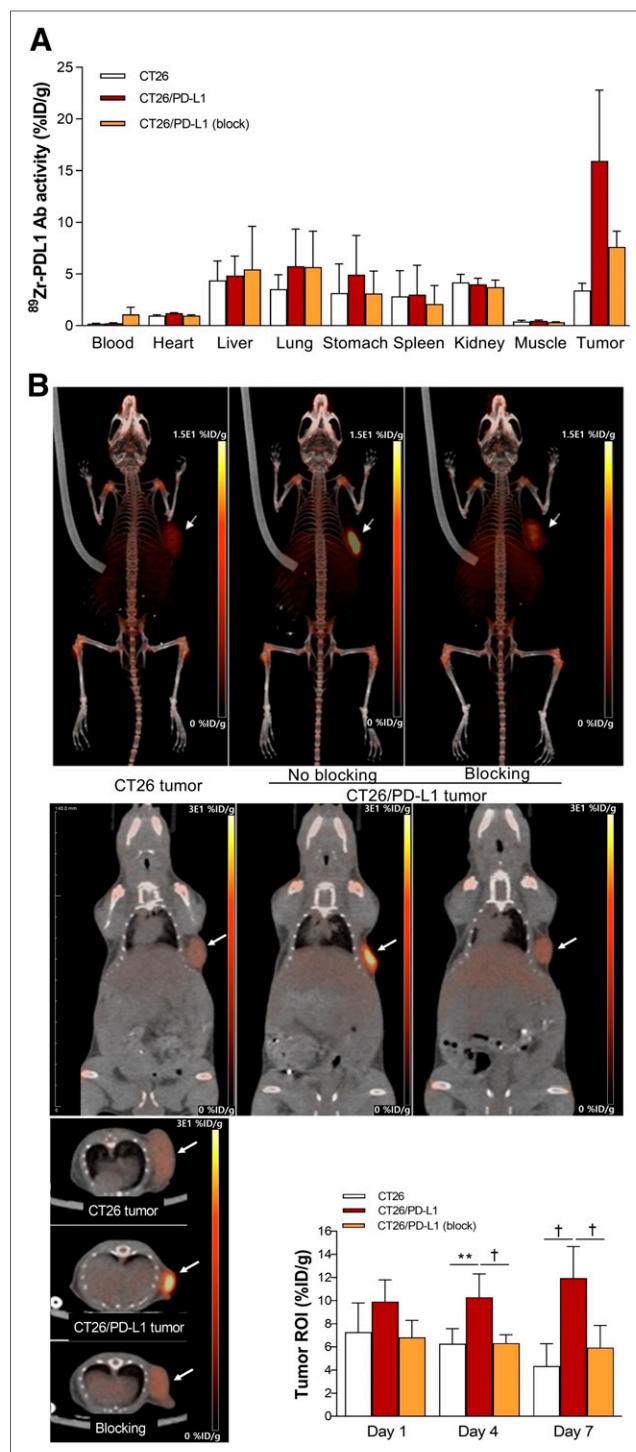 A
25
20
15
10
5
0
89Zr-PDL1 Ab activity (%ID/g)
CT26
CT26/PD-L1
CT26/PD-L1 (block)
Blood Heart Liver Lung Stomach Spleen Kidney Muscle Tumor
B
1.5E1 %ID/g 1.5E1 %ID/g 1.5E1 %ID/g
0 %ID/g 0 %ID/g 0 %ID/g
No blocking Blocking
CT26 tumor CT26/PD-L1 tumor
3E1 %ID/g 3E1 %ID/g 3E1 %ID/g
0 %ID/g 0 %ID/g 0 %ID/g
3E1 %ID/g
CT26 tumor
CT26/PD-L1 tumor
Blocking
0 %ID/g
CT26
CT26/PD-L1
CT26/PD-L1 (block)
16
14
12
10
8
6
4
2
0
Tumor ROI (%ID/g)
** † † †
Day 1 Day 4 Day 7